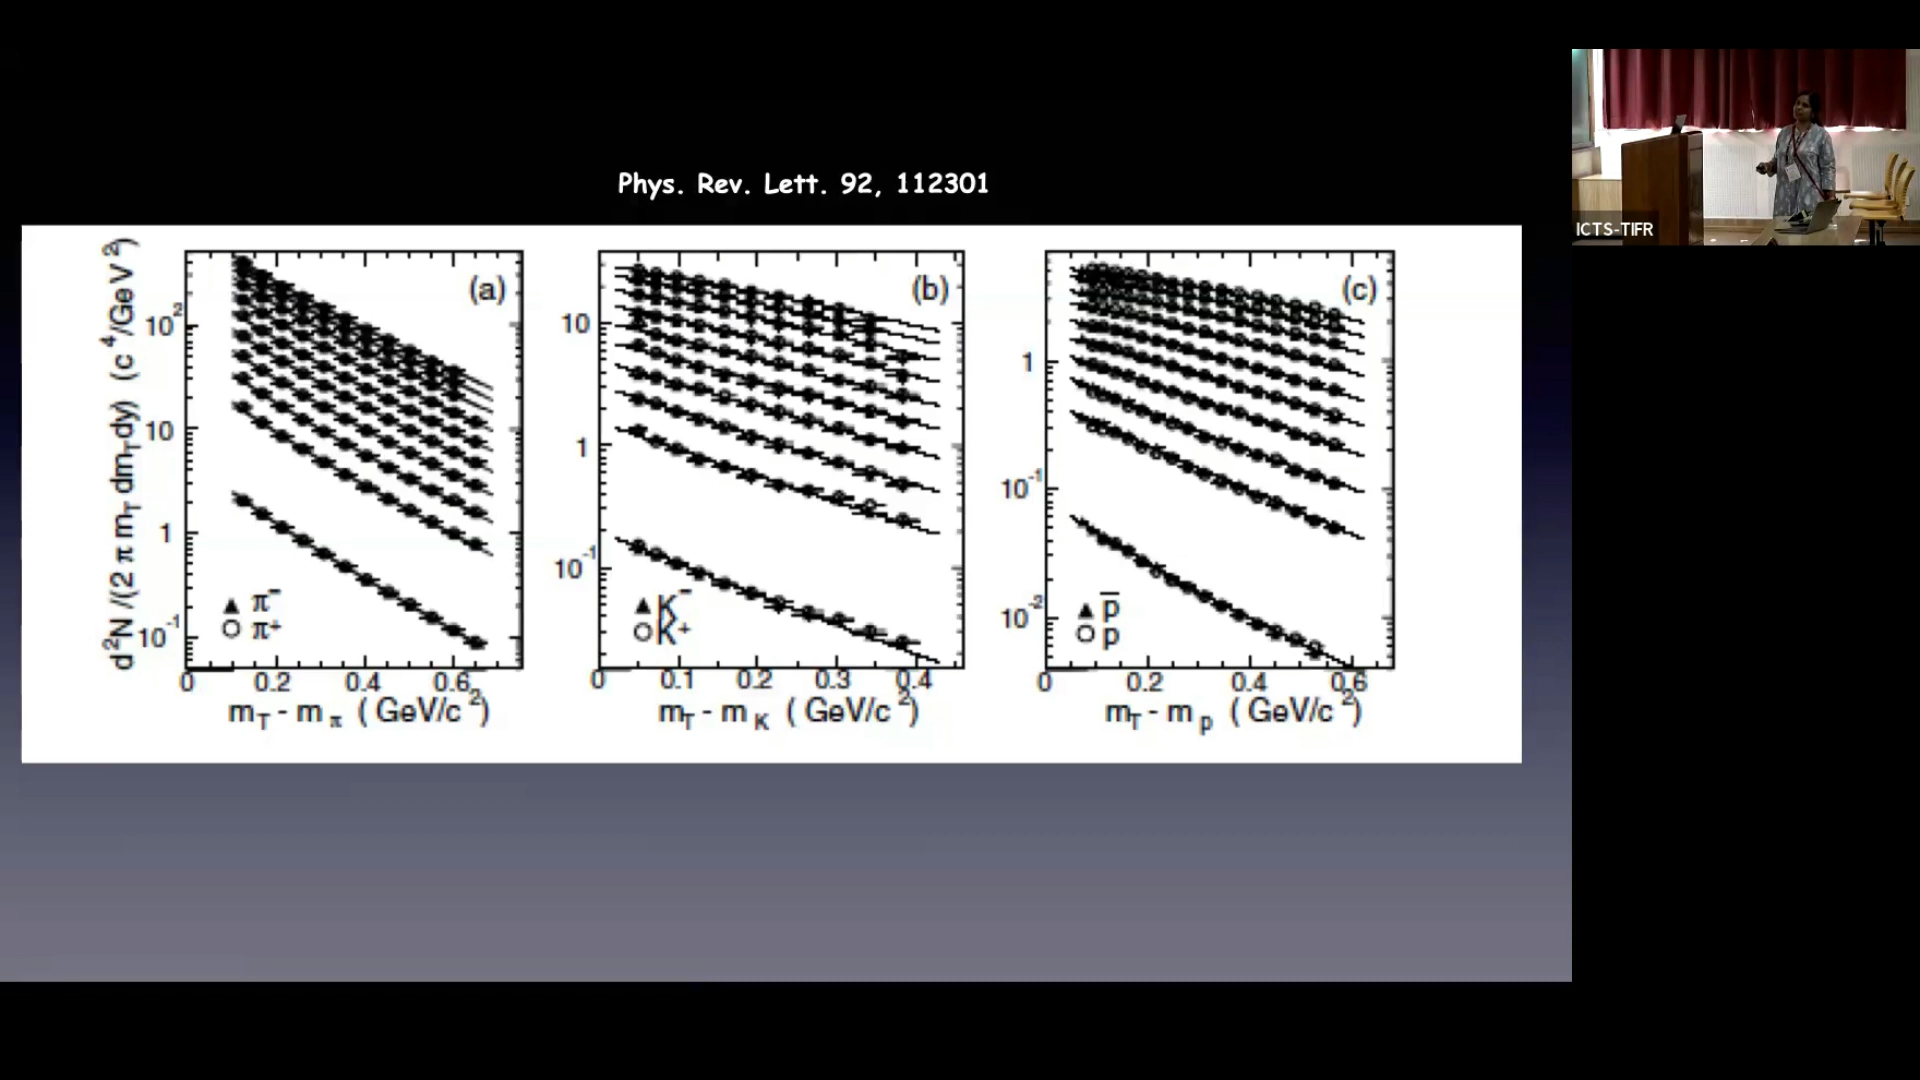 Phys. Rev. Lett. 92, 112301
ICTS-TIFR
d²N /(2 π m_T dm_T dy) (c⁴/GeV²)
(a)
10²
10
1
10⁻¹
π⁻
π⁺
0 0.2 0.4 0.6
m_T - m_π ( GeV/c²)
(b)
10
1
10⁻¹
K⁻
K⁺
0 0.1 0.2 0.3 0.4
m_T - m_K ( GeV/c²)
(c)
1
10⁻¹
10⁻²
p̅
p
0 0.2 0.4 0.6
m_T - m_p ( GeV/c²)